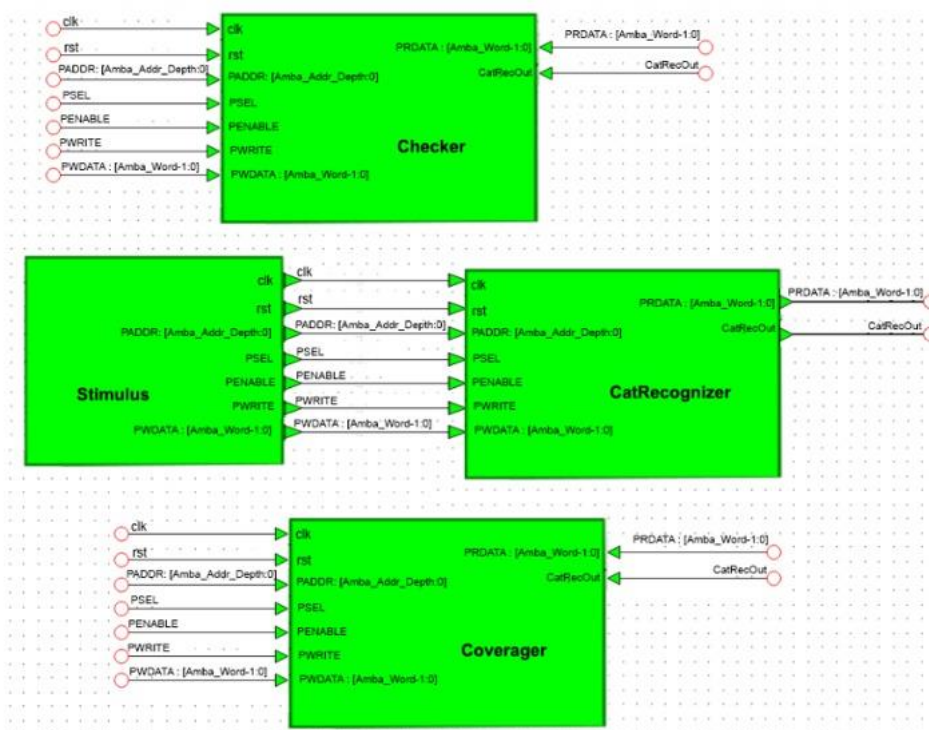 clk
rst
PADDR: [Amba_Addr_Depth:0]
PSEL
PENABLE
PWRITE
PWDATA : [Amba_Word-1:0]
clk
rst
PADDR: [Amba_Addr_Depth:0]
PSEL
PENABLE
PWRITE
PWDATA : [Amba_Word-1:0]
Checker
PRDATA : [Amba_Word-1:0]
CatRecOut
PRDATA : [Amba_Word-1:0]
CatRecOut
Stimulus
clk
rst
PADDR: [Amba_Addr_Depth:0]
PSEL
PENABLE
PWRITE
PWDATA : [Amba_Word-1:0]
clk
rst
PADDR: [Amba_Addr_Depth:0]
PSEL
PENABLE
PWRITE
PWDATA : [Amba_Word-1:0]
clk
rst
PADDR: [Amba_Addr_Depth:0]
PSEL
PENABLE
PWRITE
PWDATA : [Amba_Word-1:0]
CatRecognizer
PRDATA : [Amba_Word-1:0]
CatRecOut
PRDATA : [Amba_Word-1:0]
CatRecOut
clk
rst
PADDR: [Amba_Addr_Depth:0]
PSEL
PENABLE
PWRITE
PWDATA : [Amba_Word-1:0]
clk
rst
PADDR: [Amba_Addr_Depth:0]
PSEL
PENABLE
PWRITE
PWDATA : [Amba_Word-1:0]
Coverager
PRDATA : [Amba_Word-1:0]
CatRecOut
PRDATA : [Amba_Word-1:0]
CatRecOut